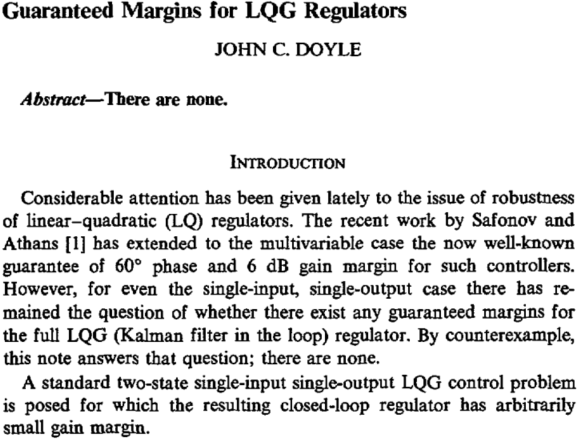 Guaranteed Margins for LQG Regulators
JOHN C. DOYLE
Abstract—There are none.
INTRODUCTION
Considerable attention has been given lately to the issue of robustness
of linear–quadratic (LQ) regulators. The recent work by Safonov and
Athans [1] has extended to the multivariable case the now well-known
guarantee of 60° phase and 6 dB gain margin for such controllers.
However, for even the single-input, single-output case there has re-
mained the question of whether there exist any guaranteed margins for
the full LQG (Kalman filter in the loop) regulator. By counterexample,
this note answers that question; there are none.
A standard two-state single-input single-output LQG control problem
is posed for which the resulting closed-loop regulator has arbitrarily
small gain margin.